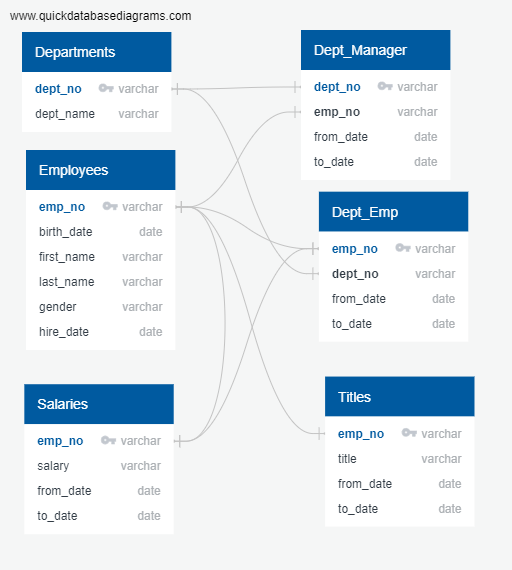 www.quickdatabasediagrams.com
Departments
dept_no varchar
dept_name varchar
Employees
emp_no varchar
birth_date date
first_name varchar
last_name varchar
gender varchar
hire_date date
Salaries
emp_no varchar
salary varchar
from_date date
to_date date
Dept_Manager
dept_no varchar
emp_no varchar
from_date date
to_date date
Dept_Emp
emp_no varchar
dept_no varchar
from_date date
to_date date
Titles
emp_no varchar
title varchar
from_date date
to_date date